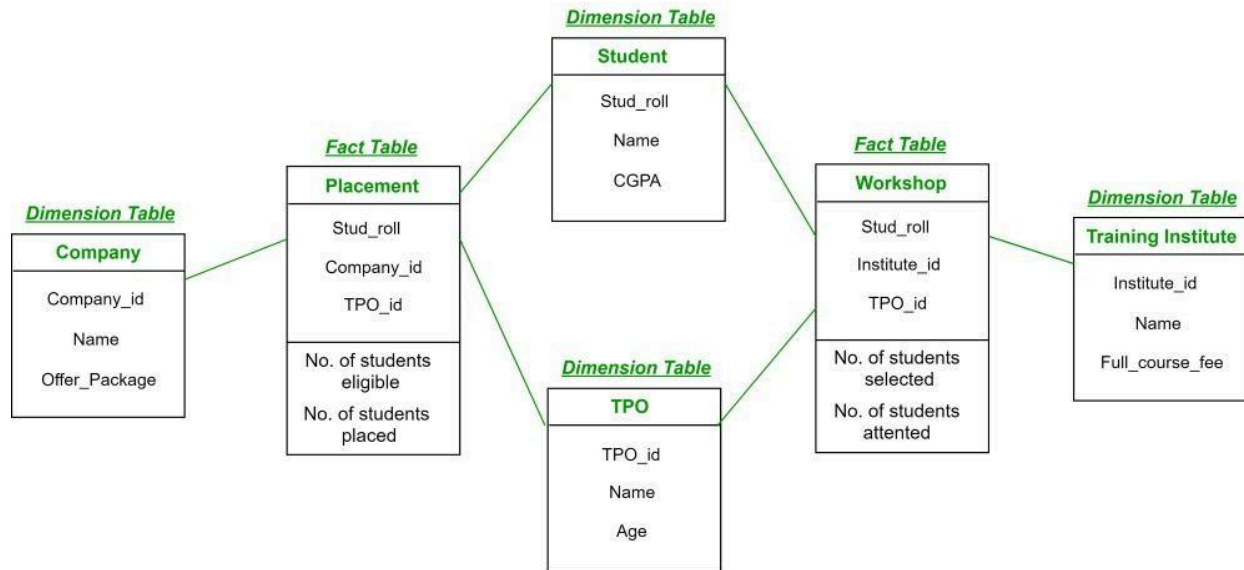 Dimension Table
Student
Stud_roll
Name
CGPA
Fact Table
Placement
Stud_roll
Company_id
TPO_id
No. of students
eligible
No. of students
placed
Fact Table
Workshop
Stud_roll
Institute_id
TPO_id
No. of students
selected
No. of students
attented
Dimension Table
Company
Company_id
Name
Offer_Package
Dimension Table
Training Institute
Institute_id
Name
Full_course_fee
Dimension Table
TPO
TPO_id
Name
Age